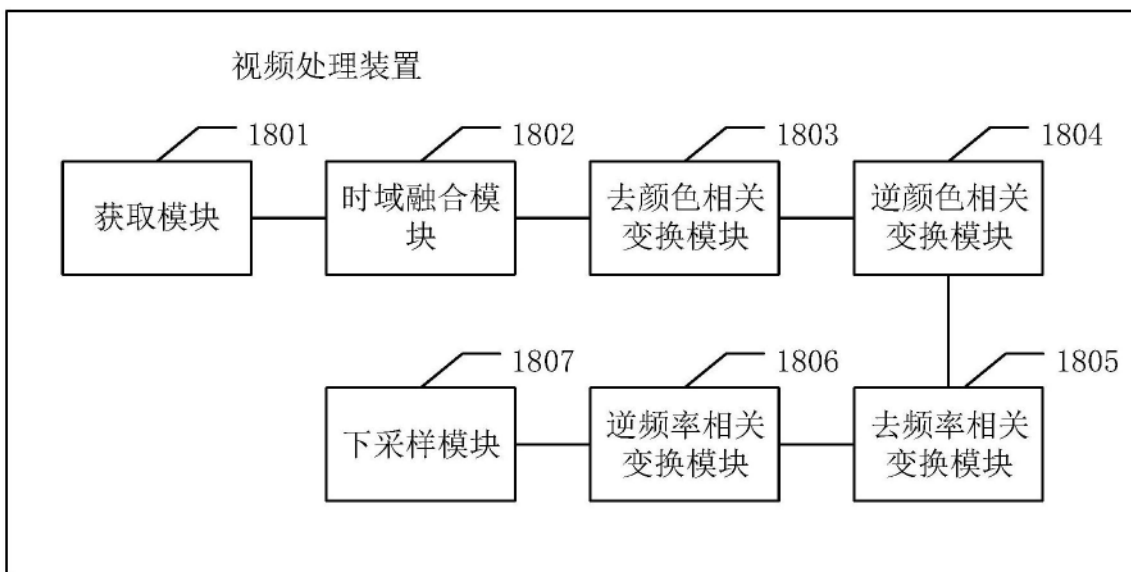 视频处理装置
1801
1802
1803
1804
获取模块
时域融合模
块
去颜色相关
变换模块
逆颜色相关
变换模块
1807
1806
1805
下采样模块
逆频率相关
变换模块
去频率相关
变换模块